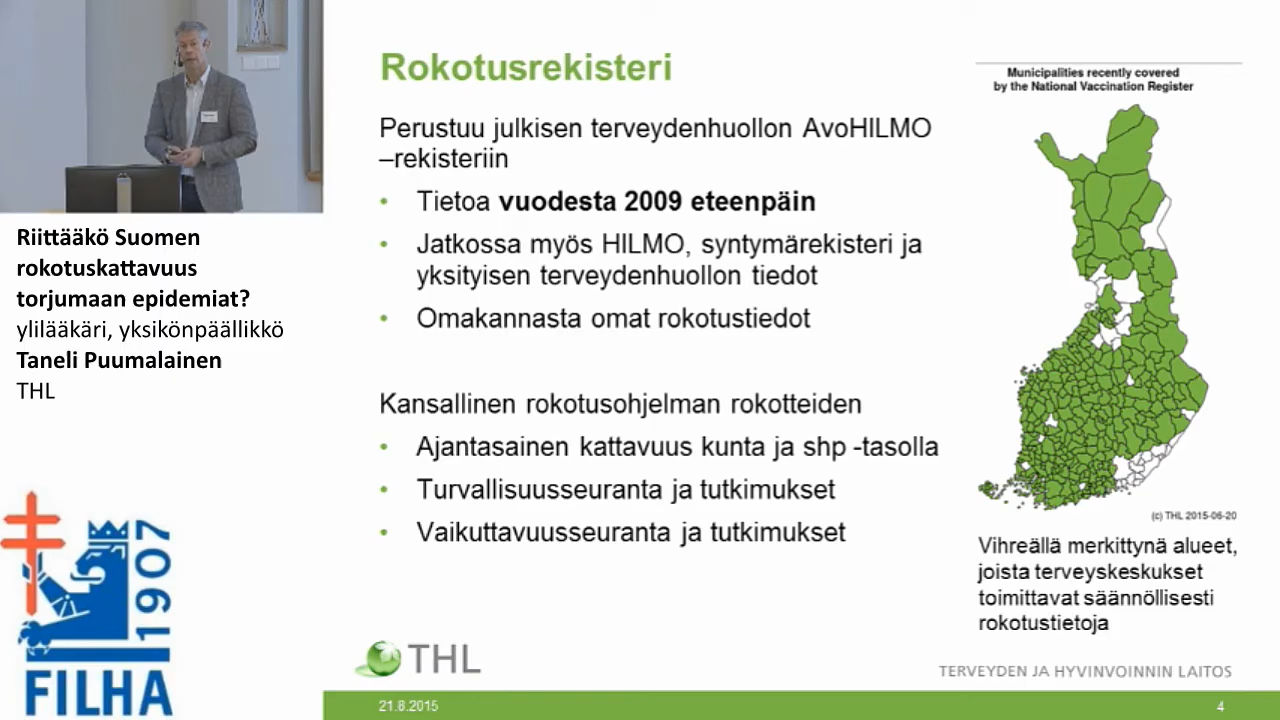 Riittääkö Suomen
rokotuskattavuus
torjumaan epidemiat?
ylilääkäri, yksikönpäällikkö
Taneli Puumalainen
THL
1907
FILHA
Rokotusrekisteri
Perustuu julkisen terveydenhuollon AvoHILMO
–rekisteriin
• Tietoa vuodesta 2009 eteenpäin
• Jatkossa myös HILMO, syntymärekisteri ja
yksityisen terveydenhuollon tiedot
• Omakannasta omat rokotustiedot
Kansallinen rokotusohjelman rokotteiden
• Ajantasainen kattavuus kunta ja shp -tasolla
• Turvallisuusseuranta ja tutkimukset
• Vaikuttavuusseuranta ja tutkimukset
Municipalities recently covered
by the National Vaccination Register
(c) THL 2015-06-20
Vihreällä merkittynä alueet,
joista terveyskeskukset
toimittavat säännöllisesti
rokotustietoja
THL
TERVEYDEN JA HYVINVOINNIN LAITOS
21.8.2015
4